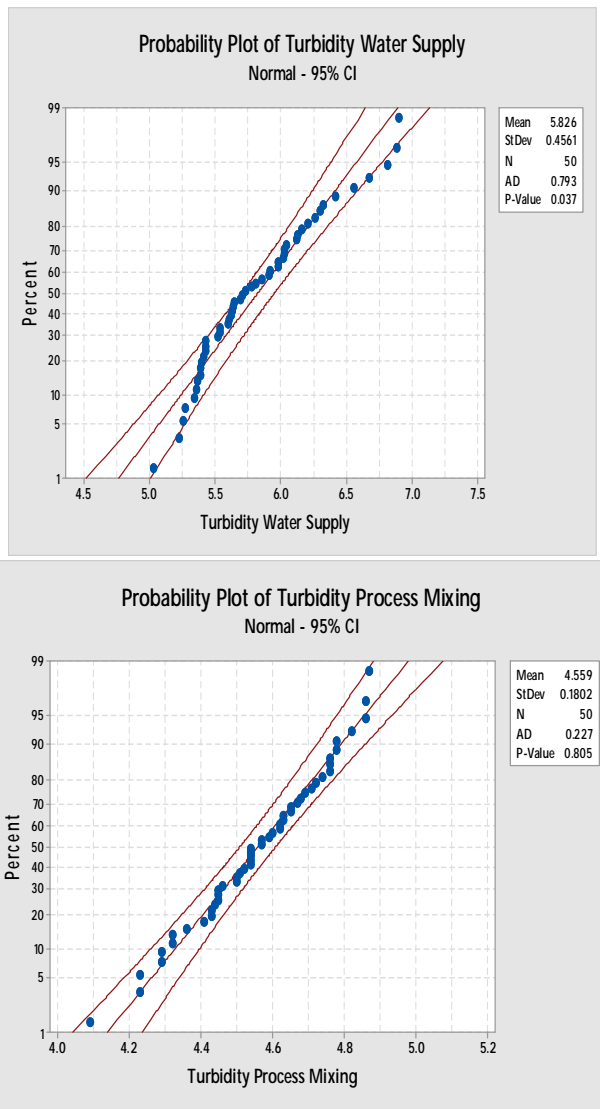 Probability Plot of Turbidity Water Supply
Normal - 95% CI
Mean 5.826
StDev 0.4561
N 50
AD 0.793
P-Value 0.037
Percent
99
95
90
80
70
60
50
40
30
20
10
5
1
4.5 5.0 5.5 6.0 6.5 7.0 7.5
Turbidity Water Supply
Probability Plot of Turbidity Process Mixing
Normal - 95% CI
Mean 4.559
StDev 0.1802
N 50
AD 0.227
P-Value 0.805
Percent
99
95
90
80
70
60
50
40
30
20
10
5
1
4.0 4.2 4.4 4.6 4.8 5.0 5.2
Turbidity Process Mixing